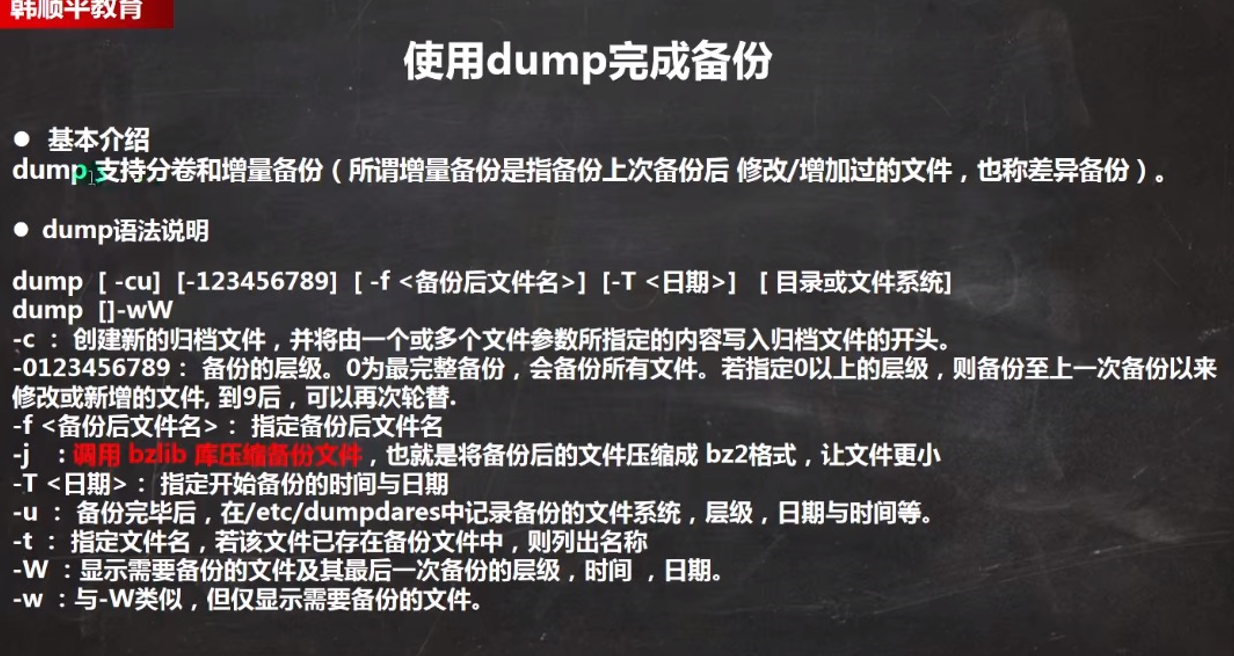 韩顺平教育
使用dump完成备份
● 基本介绍
dump 支持分卷和增量备份（所谓增量备份是指备份上次备份后 修改/增加过的文件，也称差异备份）。
● dump语法说明
dump [ -cu] [-123456789] [ -f <备份后文件名>] [-T <日期>] [ 目录或文件系统]
dump []-wW
-c ： 创建新的归档文件，并将由一个或多个文件参数所指定的内容写入归档文件的开头。
-0123456789： 备份的层级。0为最完整备份，会备份所有文件。若指定0以上的层级，则备份至上一次备份以来
修改或新增的文件, 到9后，可以再次轮替.
-f <备份后文件名>： 指定备份后文件名
-j ：调用 bzlib 库压缩备份文件，也就是将备份后的文件压缩成 bz2格式，让文件更小
-T <日期>： 指定开始备份的时间与日期
-u ： 备份完毕后，在/etc/dumpdares中记录备份的文件系统，层级，日期与时间等。
-t ： 指定文件名，若该文件已存在备份文件中，则列出名称
-W ：显示需要备份的文件及其最后一次备份的层级，时间 ，日期。
-w ：与-W类似，但仅显示需要备份的文件。